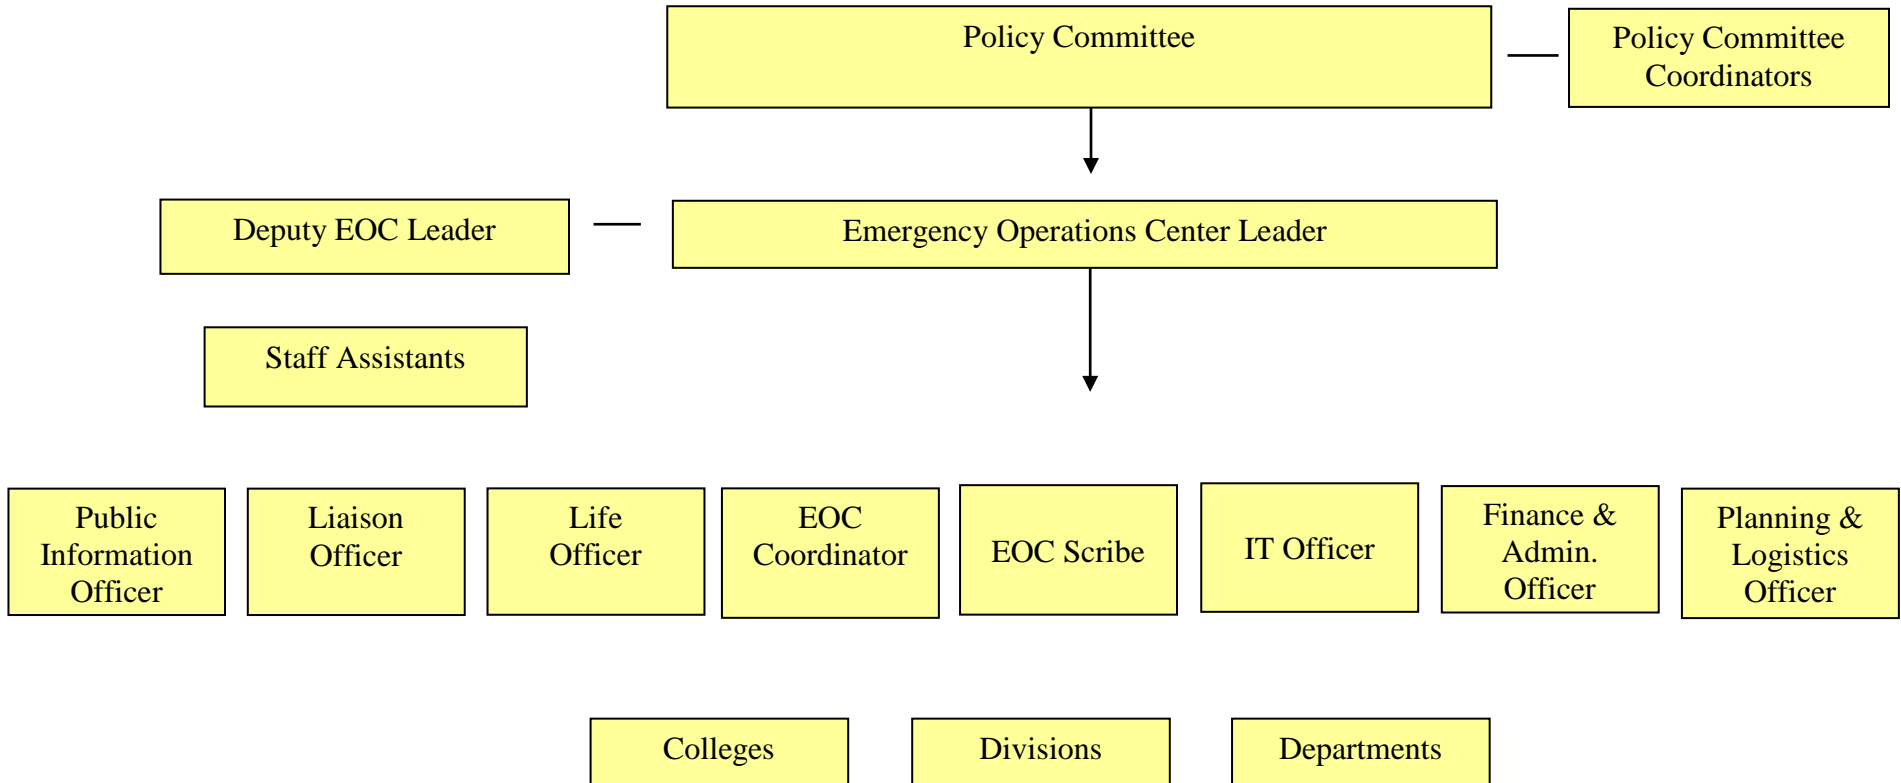 Policy Committee
Policy Committee
Coordinators
Deputy EOC Leader
Emergency Operations Center Leader
Staff Assistants
Public
Information
Officer
Liaison
Officer
Life
Officer
EOC
Coordinator
EOC Scribe
IT Officer
Finance &
Admin.
Officer
Planning &
Logistics
Officer
Colleges
Divisions
Departments